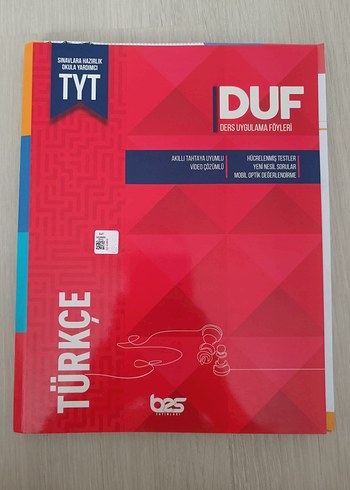 SINAVLARA HAZIRLIK
OKULA YARDIMCI
TYT
DUF
DERS UYGULAMA FÖYLERİ
AKILLI TAHTAYA UYUMLU
VİDEO ÇÖZÜMLÜ
HÜCRELENMİŞ TESTLER
YENİ NESİL SORULAR
MOBİL OPTİK DEĞERLENDİRME
TÜRKÇE
bes
YAYINLARI